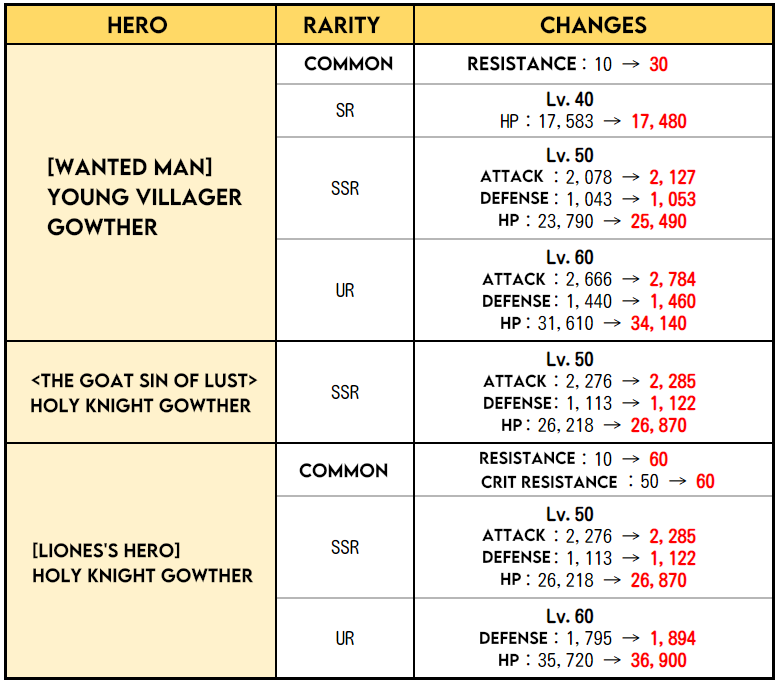 HERO RARITY CHANGES
[WANTED MAN]
YOUNG VILLAGER
GOWTHER
COMMON
RESISTANCE : 10 → 30
SR
Lv. 40
HP : 17,583 → 17,480
SSR
Lv. 50
ATTACK : 2,078 → 2,127
DEFENSE : 1,043 → 1,053
HP : 23,790 → 25,490
UR
Lv. 60
ATTACK : 2,666 → 2,784
DEFENSE : 1,440 → 1,460
HP : 31,610 → 34,140
<THE GOAT SIN OF LUST>
HOLY KNIGHT GOWTHER
SSR
Lv. 50
ATTACK : 2,276 → 2,285
DEFENSE : 1,113 → 1,122
HP : 26,218 → 26,870
[LIONES'S HERO]
HOLY KNIGHT GOWTHER
COMMON
RESISTANCE : 10 → 60
CRIT RESISTANCE : 50 → 60
SSR
Lv. 50
ATTACK : 2,276 → 2,285
DEFENSE : 1,113 → 1,122
HP : 26,218 → 26,870
UR
Lv. 60
DEFENSE : 1,795 → 1,894
HP : 35,720 → 36,900